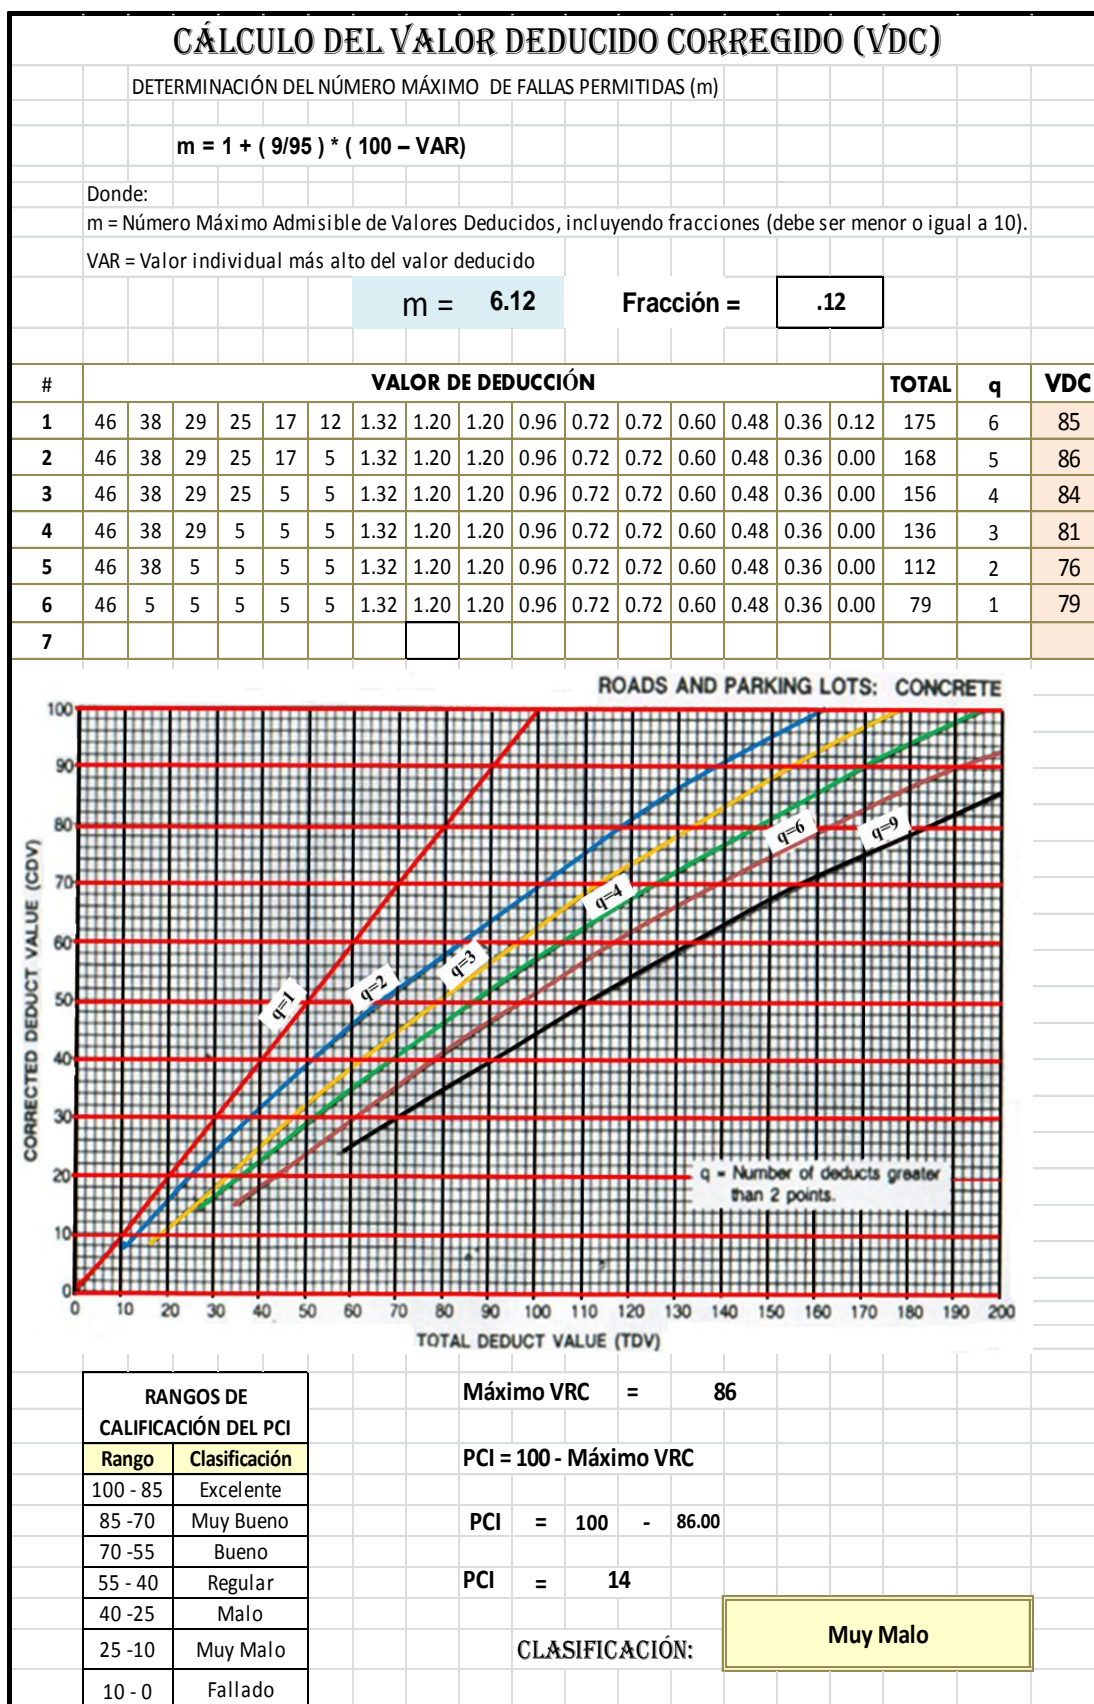 CÁLCULO DEL VALOR DEDUCIDO CORREGIDO (VDC)
DETERMINACIÓN DEL NÚMERO MÁXIMO DE FALLAS PERMITIDAS (m)
m = 1 + ( 9/95 ) * ( 100 – VAR)
Donde:
m = Número Máximo Admisible de Valores Deducidos, incluyendo fracciones (debe ser menor o igual a 10).
VAR = Valor individual más alto del valor deducido
m = 6.12 Fracción = .12
# VALOR DE DEDUCCIÓN TOTAL q VDC
1 46 38 29 25 17 12 1.32 1.20 1.20 0.96 0.72 0.72 0.60 0.48 0.36 0.12 175 6 85
2 46 38 29 25 17 5 1.32 1.20 1.20 0.96 0.72 0.72 0.60 0.48 0.36 0.00 168 5 86
3 46 38 29 25 5 5 1.32 1.20 1.20 0.96 0.72 0.72 0.60 0.48 0.36 0.00 156 4 84
4 46 38 29 5 5 5 1.32 1.20 1.20 0.96 0.72 0.72 0.60 0.48 0.36 0.00 136 3 81
5 46 38 5 5 5 5 1.32 1.20 1.20 0.96 0.72 0.72 0.60 0.48 0.36 0.00 112 2 76
6 46 5 5 5 5 5 1.32 1.20 1.20 0.96 0.72 0.72 0.60 0.48 0.36 0.00 79 1 79
7
ROADS AND PARKING LOTS: CONCRETE
CORRECTED DEDUCT VALUE (CDV)
100
90
80
70
60
50
40
30
20
10
0
q=1
q=2
q=3
q=4
q=6
q=9
q = Number of deducts greater
than 2 points.
0 10 20 30 40 50 60 70 80 90 100 110 120 130 140 150 160 170 180 190 200
TOTAL DEDUCT VALUE (TDV)
RANGOS DE
CALIFICACIÓN DEL PCI
Rango Clasificación
100 - 85 Excelente
85 -70 Muy Bueno
70 -55 Bueno
55 - 40 Regular
40 -25 Malo
25 -10 Muy Malo
10 - 0 Fallado
Máximo VRC = 86
PCI = 100 - Máximo VRC
PCI = 100 - 86.00
PCI = 14
CLASIFICACIÓN: Muy Malo